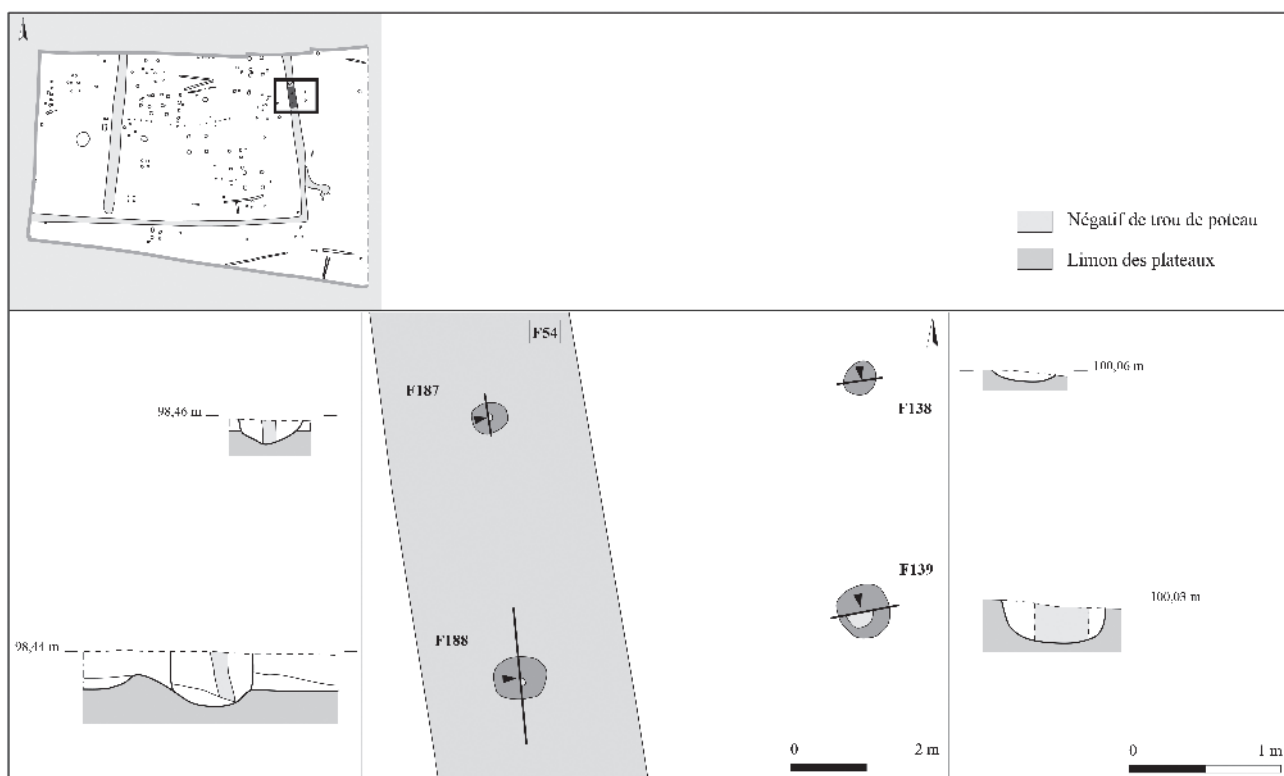 Négatif de trou de poteau
Limon des plateaux
F54
F187
F138
100,06 m
98,46 m
F139
100,03 m
F188
98,44 m
0 2 m
0 1 m